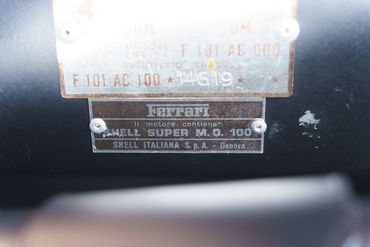 F 101 AC 000
F 101 AC 100 *14619*
Ferrari
Il motore contiene:
SHELL SUPER M.O. 100
SHELL ITALIANA S.p.A. - Genova